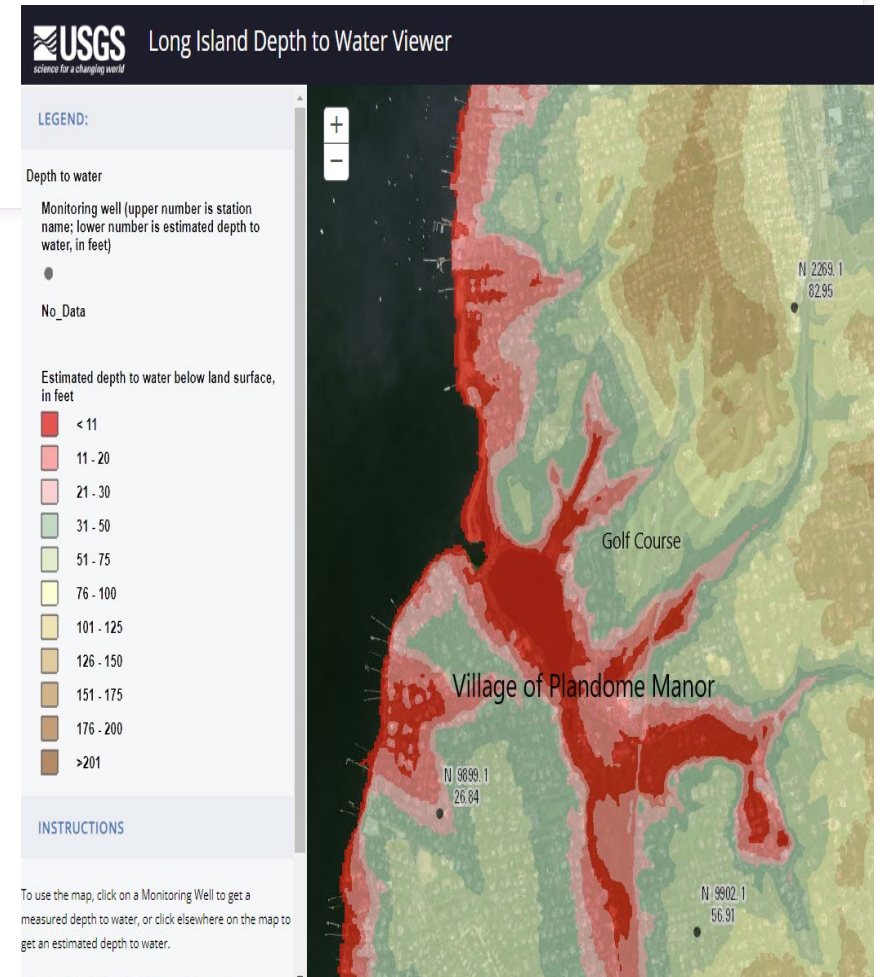 USGS
science for a changing world
Long Island Depth to Water Viewer
LEGEND:
Depth to water
Monitoring well (upper number is station
name; lower number is estimated depth to
water, in feet)
No_Data
Estimated depth to water below land surface,
in feet
< 11
11 - 20
21 - 30
31 - 50
51 - 75
76 - 100
101 - 125
126 - 150
151 - 175
176 - 200
>201
INSTRUCTIONS
To use the map, click on a Monitoring Well to get a
measured depth to water, or click elsewhere on the map to
get an estimated depth to water.
+
−
N 2269. 1
82.95
Golf Course
Village of Plandome Manor
N 9899. 1
26.84
N 9902. 1
56.91